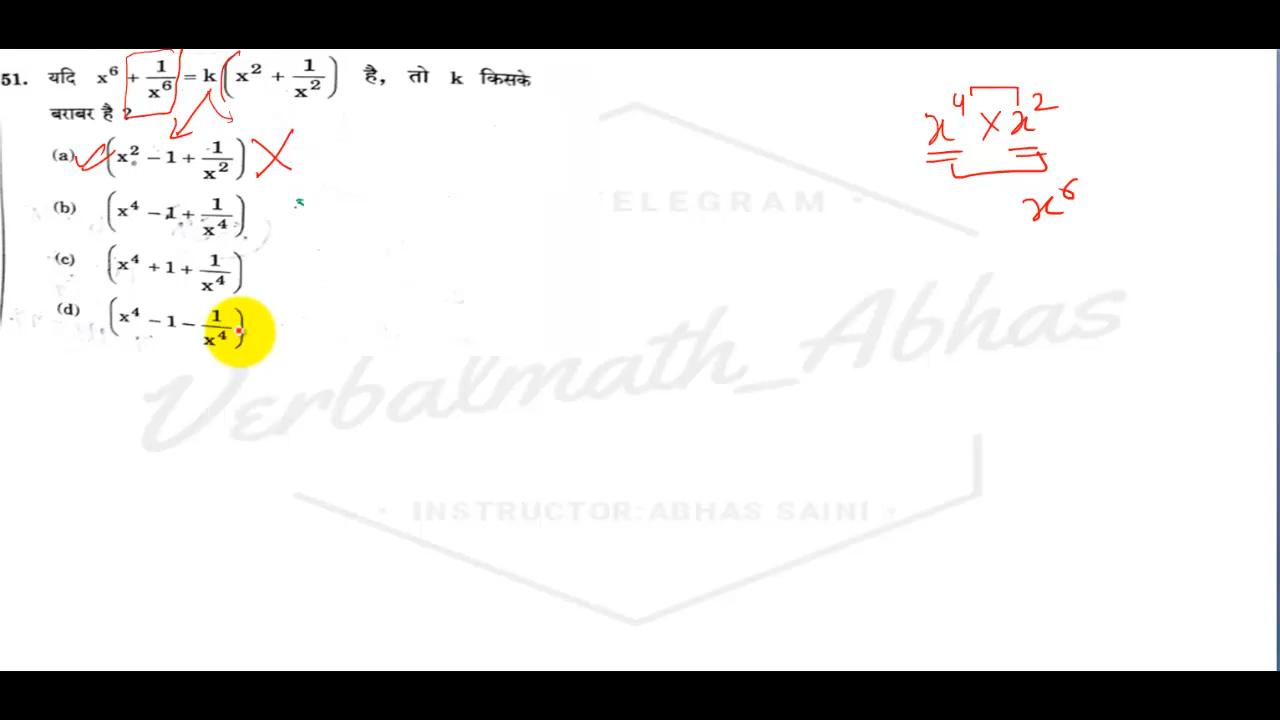 51. यदि x⁶ + 1/x⁶ = k (x² + 1/x²) है, तो k किसके
बराबर है ?
(a) (x² − 1 + 1/x²)
(b) (x⁴ − 1 + 1/x⁴)
(c) (x⁴ + 1 + 1/x⁴)
(d) (x⁴ − 1 − 1/x⁴)
x⁴ × x²
x⁶
TELEGRAM
Verbalmath_Abhas
INSTRUCTOR:ABHAS SAINI